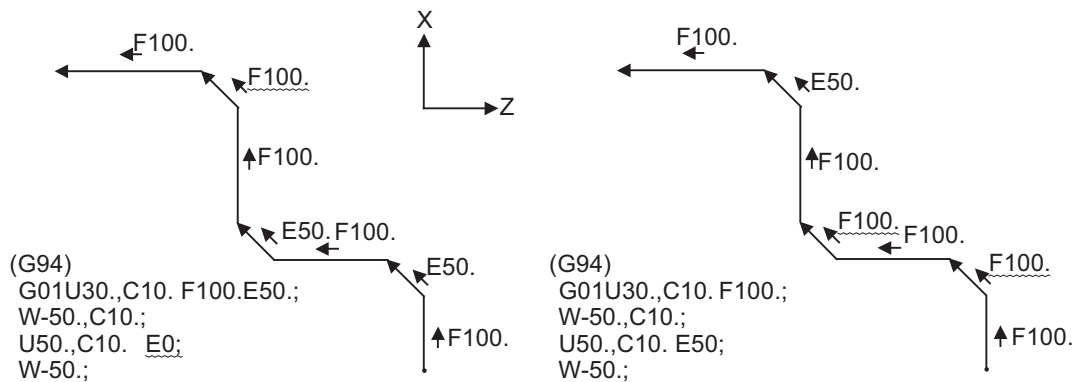 F100.
F100.
F100.
E50.
F100.
E50.
F100.
(G94)
G01U30.,C10. F100.E50.;
W-50.,C10.;
U50.,C10. E0;
W-50.;
X
Z
F100.
E50.
F100.
F100.
F100.
F100.
F100.
(G94)
G01U30.,C10. F100.;
W-50.,C10.;
U50.,C10. E50;
W-50.;